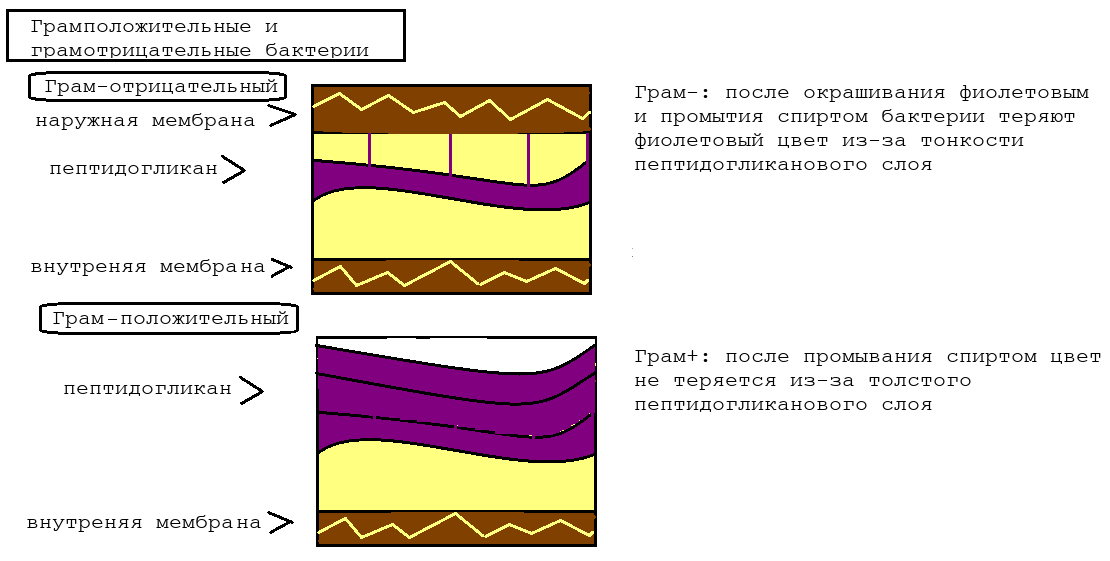 Грамположительные и
грамотрицательные бактерии
Грам-отрицательный
наружная мембрана
пептидогликан
внутреняя мембрана
Грам-: после окрашивания фиолетовым
и промытия спиртом бактерии теряют
фиолетовый цвет из-за тонкости
пептидогликанового слоя
Грам-положительный
пептидогликан
внутреняя мембрана
Грам+: после промывания спиртом цвет
не теряется из-за толстого
пептидогликанового слоя